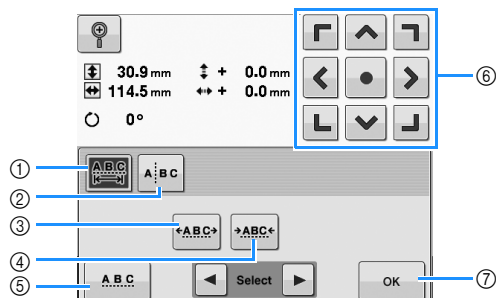 30.9 mm + 0.0 mm
114.5 mm + 0.0 mm
0°
⑥
① ABC A BC
②
③ ABC ABC
④
⑤ ABC Select OK ⑦